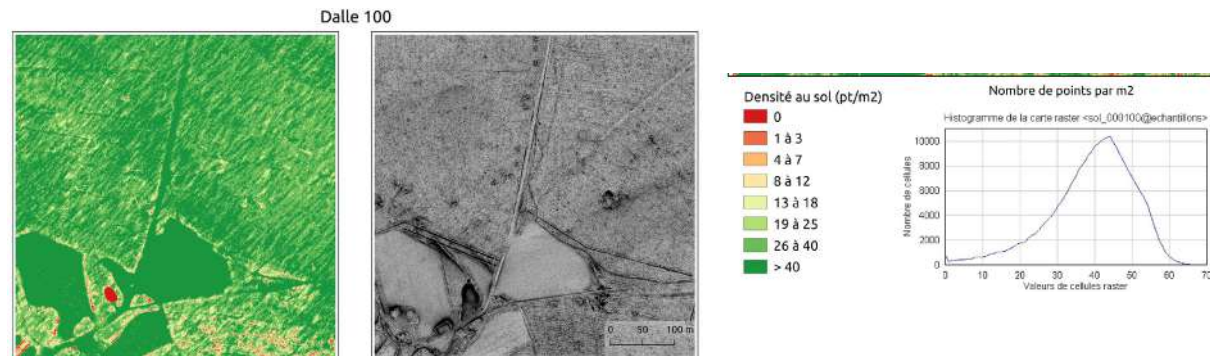 Dalle 100
Densité au sol (pt/m2)
0
1 à 3
4 à 7
8 à 12
13 à 18
19 à 25
26 à 40
> 40
0 50 100 m
Nombre de points par m2
Histogramme de la carte raster <sol_000100@echantillons>
Nombre de cellules
10000
8000
6000
4000
2000
0
0 10 20 30 40 50 60 70
Valeurs de cellules raster